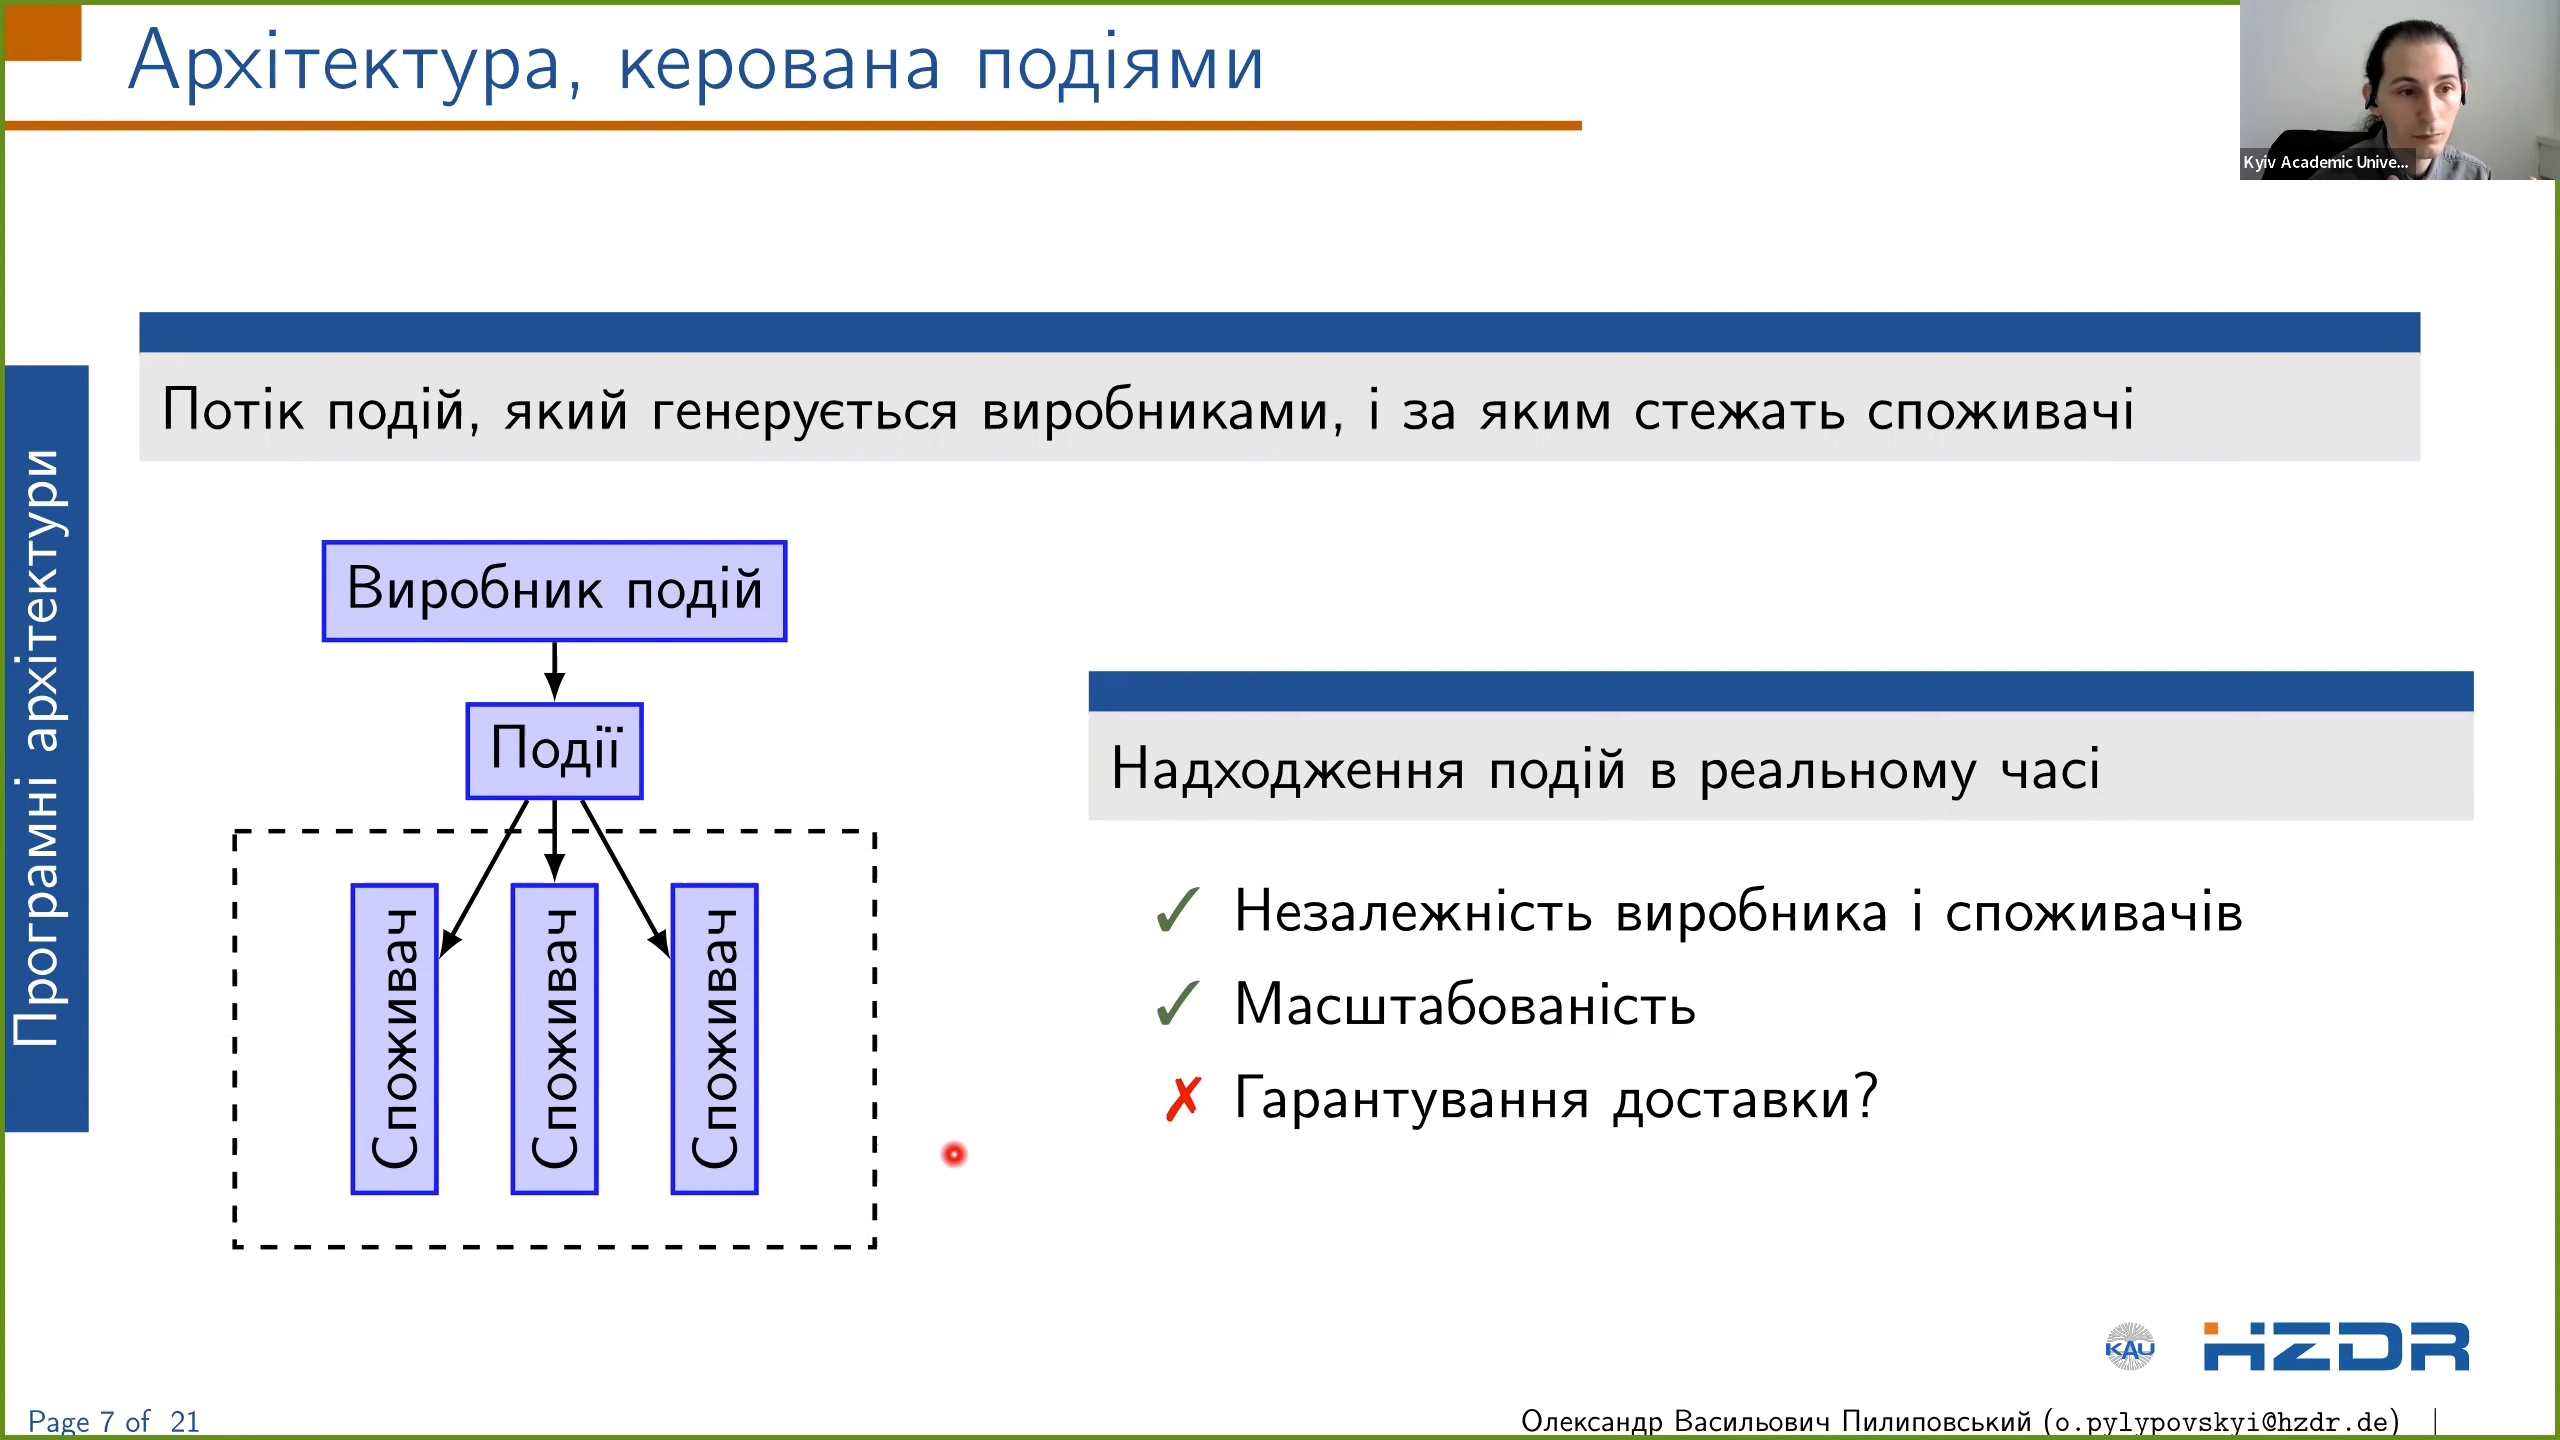 Архітектура, керована подіями
Kyiv Academic Unive...
Потік подій, який генерується виробниками, і за яким стежать споживачі
Програмні архітектури
Виробник подій
Події
Споживач
Споживач
Споживач
Надходження подій в реальному часі
✓ Незалежність виробника і споживачів
✓ Масштабованість
✗ Гарантування доставки?
KAU
HZDR
Page 7 of 21
Олександр Васильович Пилиповський (o.pylypovskyi@hzdr.de) |